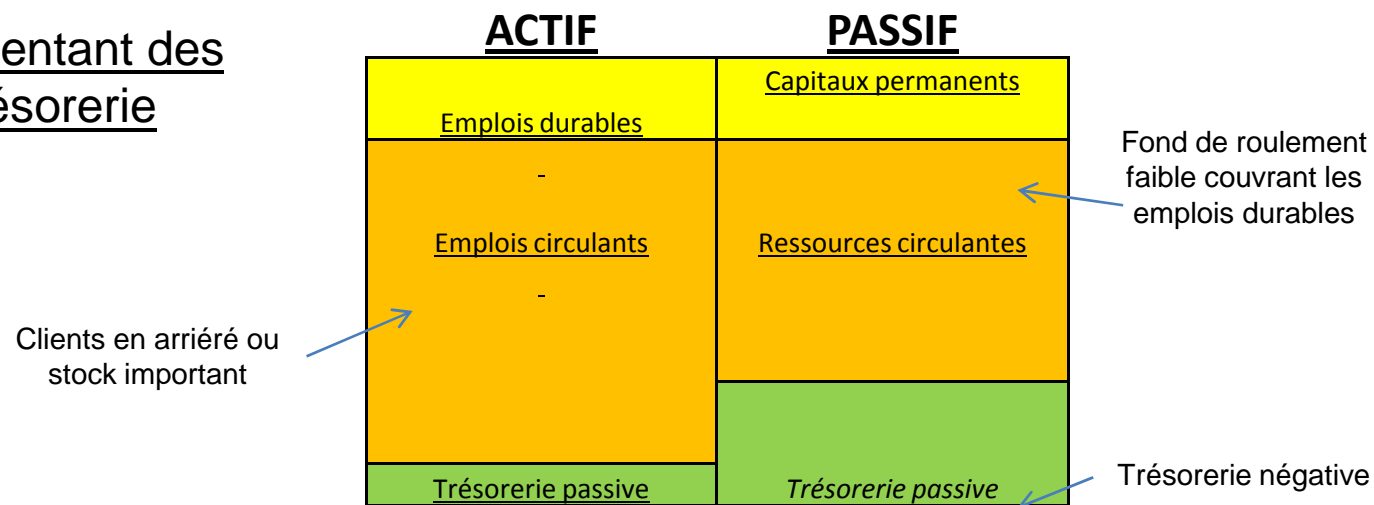 entant des
ésorerie
ACTIF
PASSIF
Capitaux permanents
Emplois durables
-
Emplois circulants
-
Ressources circulantes
Trésorerie passive
Trésorerie passive
Fond de roulement
faible couvrant les
emplois durables
Clients en arriéré ou
stock important
Trésorerie négative